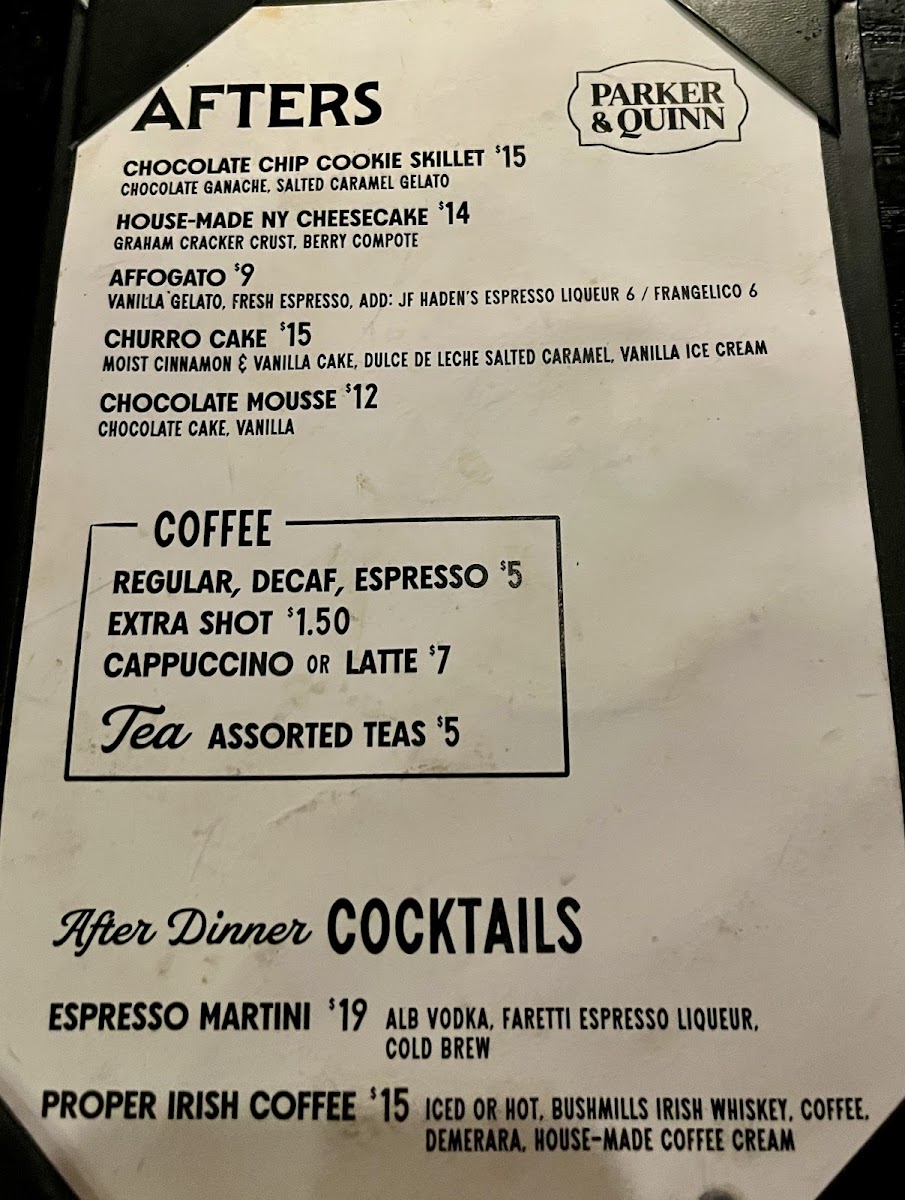 AFTERS
PARKER
& QUINN
CHOCOLATE CHIP COOKIE SKILLET $15
CHOCOLATE GANACHE, SALTED CARAMEL GELATO
HOUSE-MADE NY CHEESECAKE $14
GRAHAM CRACKER CRUST, BERRY COMPOTE
AFFOGATO $9
VANILLA GELATO, FRESH ESPRESSO, ADD: JF HADEN'S ESPRESSO LIQUEUR 6 / FRANGELICO 6
CHURRO CAKE $15
MOIST CINNAMON & VANILLA CAKE, DULCE DE LECHE SALTED CARAMEL, VANILLA ICE CREAM
CHOCOLATE MOUSSE $12
CHOCOLATE CAKE, VANILLA
COFFEE
REGULAR, DECAF, ESPRESSO $5
EXTRA SHOT $1.50
CAPPUCCINO OR LATTE $7
Tea ASSORTED TEAS $5
After Dinner COCKTAILS
ESPRESSO MARTINI $19 ALB VODKA, FARETTI ESPRESSO LIQUEUR,
COLD BREW
PROPER IRISH COFFEE $15 ICED OR HOT, BUSHMILLS IRISH WHISKEY, COFFEE,
DEMERARA, HOUSE-MADE COFFEE CREAM